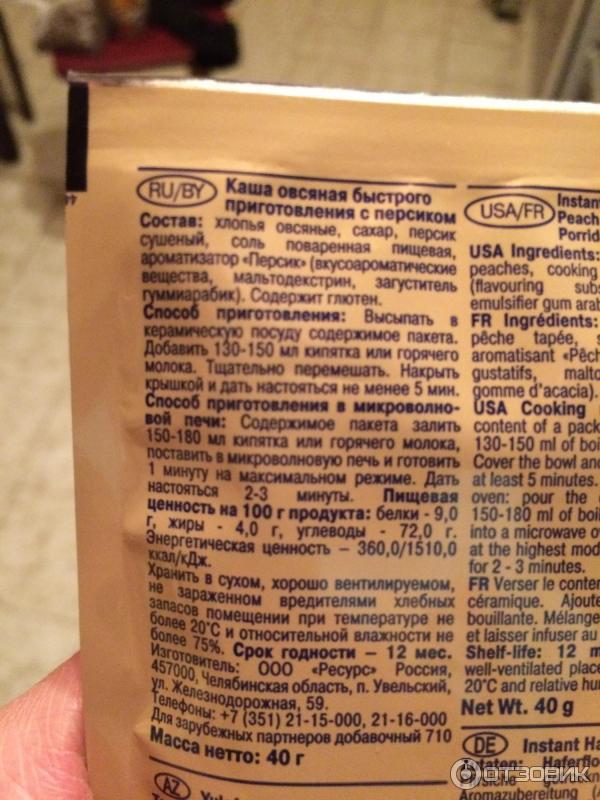 RU/BY
Каша овсяная быстрого
приготовления с персиком
Состав: хлопья овсяные, сахар, персик
сушеный, соль поваренная пищевая,
ароматизатор «Персик» (вкусоароматические
вещества, мальтодекстрин, загуститель
гуммиарабик). Содержит глютен.
Способ приготовления: Высыпать в
керамическую посуду содержимое пакета.
Добавить 130-150 мл кипятка или горячего
молока. Тщательно перемешать. Накрыть
крышкой и дать настояться не менее 5 мин.
Способ приготовления в микроволно-
вой печи: Содержимое пакета залить
150-180 мл кипятка или горячего молока,
поставить в микроволновую печь и готовить
1 минуту на максимальном режиме. Дать
настояться 2-3 минуты. Пищевая
ценность на 100 г продукта: белки - 9,0
г, жиры - 4,0 г, углеводы - 72,0 г.
Энергетическая ценность – 360,0/1510,0
ккал/кДж.
Хранить в сухом, хорошо вентилируемом,
не зараженном вредителями хлебных
запасов помещении при температуре не
более 20°С и относительной влажности не
более 75%. Срок годности – 12 мес.
Изготовитель: ООО «Ресурс» Россия,
457000, Челябинская область, п. Увельский,
ул. Железнодорожная, 59.
Телефоны: +7 (351) 21-15-000, 21-16-000
Для зарубежных партнеров добавочный 710
Масса нетто: 40 г
AZ
USA/FR
Instan
Peach
Porrid
USA Ingredients:
peaches, cooking
(flavouring subs
emulsifier gum arab
FR Ingrédients:
pêche tapée, s
aromatisant «Pêch
gustatifs, malto
gomme d'acacia).
USA Cooking
content of a pack
130-150 ml of boi
Cover the bowl and
at least 5 minutes.
oven: pour the
150-180 ml of boil
into a microwave o
at the highest mod
for 2 - 3 minutes.
FR Verser le conten
céramique. Ajoute
bouillante. Mélange
et laisser infuser au
Shelf-life: 12 m
well-ventilated place
20°C and relative hu
Net Wt. 40 g
DE
Instant Ha
Zutaten: Haferflo
Aromazubereitung (A
ОТЗОВИК